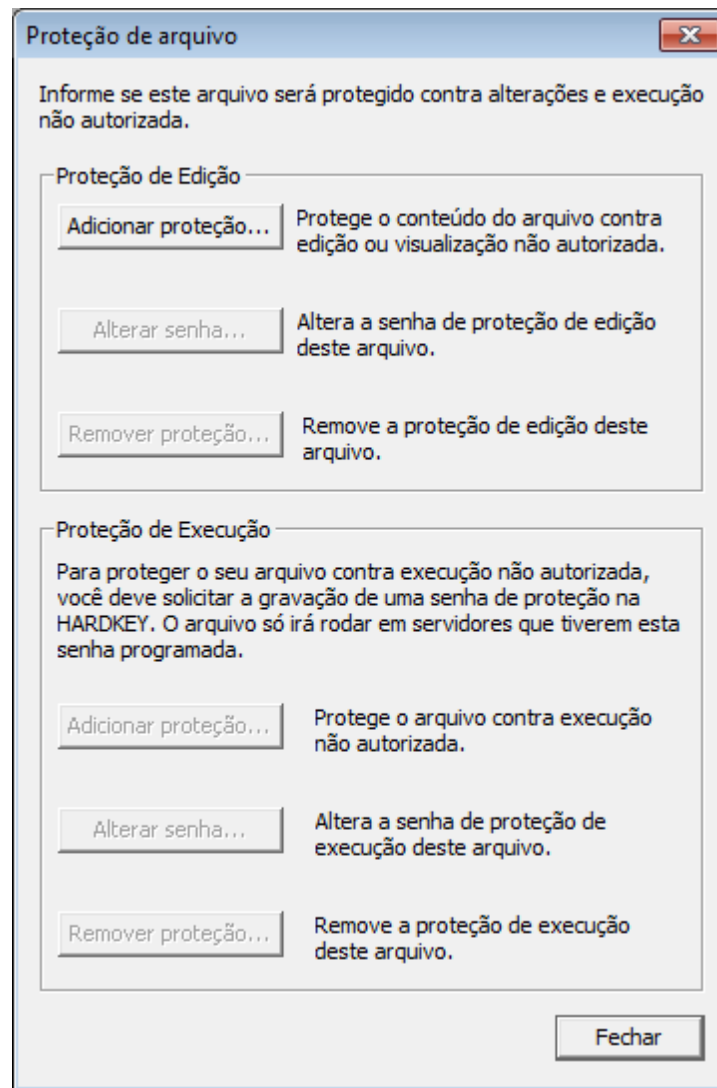 Proteção de arquivo
Informe se este arquivo será protegido contra alterações e execução
não autorizada.
Proteção de Edição
Adicionar proteção...
Protege o conteúdo do arquivo contra
edição ou visualização não autorizada.
Alterar senha...
Altera a senha de proteção de edição
deste arquivo.
Remover proteção...
Remove a proteção de edição deste
arquivo.
Proteção de Execução
Para proteger o seu arquivo contra execução não autorizada,
você deve solicitar a gravação de uma senha de proteção na
HARDKEY. O arquivo só irá rodar em servidores que tiverem esta
senha programada.
Adicionar proteção...
Protege o arquivo contra execução
não autorizada.
Alterar senha...
Altera a senha de proteção de
execução deste arquivo.
Remover proteção...
Remove a proteção de execução
deste arquivo.
Fechar